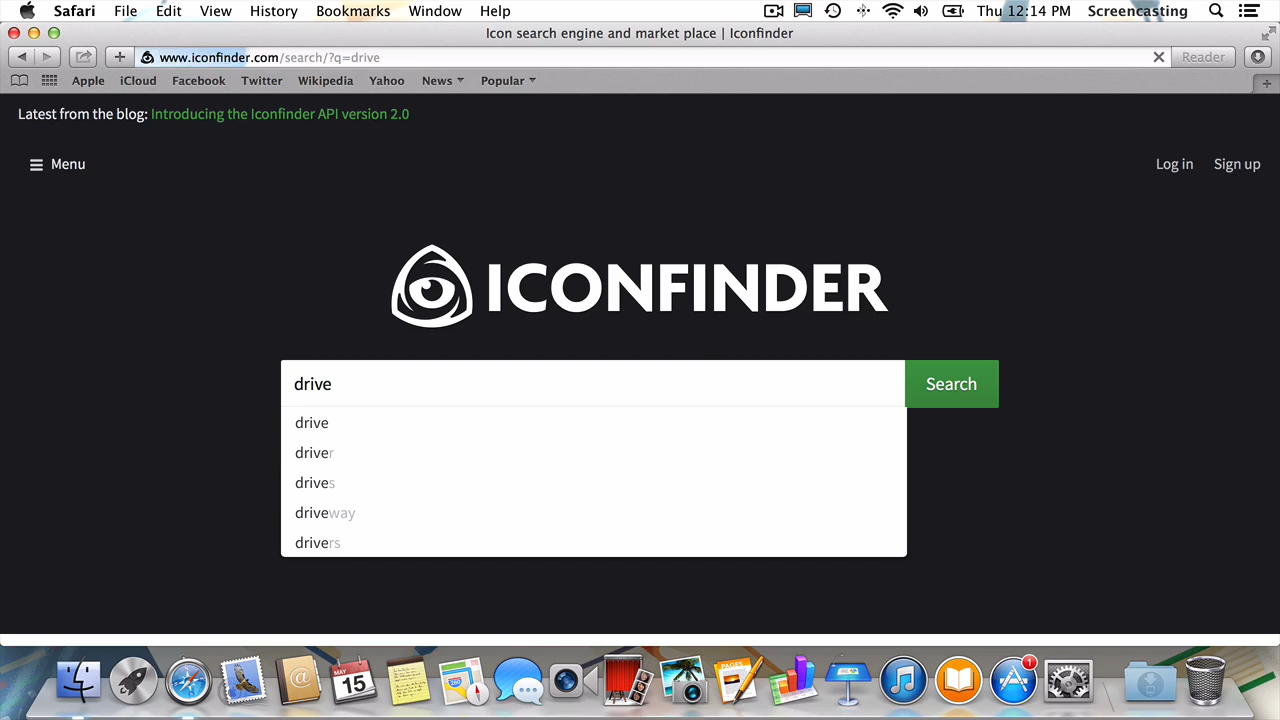 Safari File Edit View History Bookmarks Window Help Thu 12:14 PM Screencasting
Icon search engine and market place | Iconfinder
www.iconfinder.com/search/?q=drive Reader
Apple iCloud Facebook Twitter Wikipedia Yahoo News Popular
Latest from the blog: Introducing the Iconfinder API version 2.0
Menu Log in Sign up
ICONFINDER
drive Search
drive
driver
drives
driveway
drivers
MAY
15
280
PAGES
1